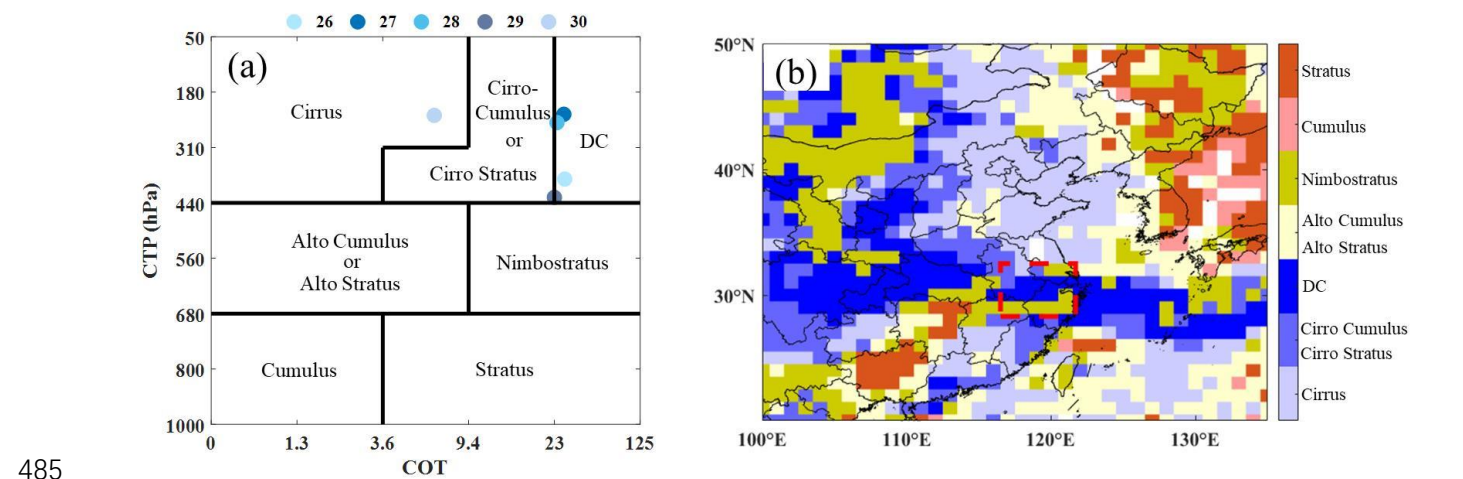 26 27 28 29 30
(a)
50
180
310
440
560
680
800
1000
CTP (hPa)
Cirrus
Cirro-
Cumulus
or
Cirro Stratus
DC
Alto Cumulus
or
Alto Stratus
Nimbostratus
Cumulus
Stratus
0 1.3 3.6 9.4 23 125
COT
(b)
50°N
40°N
30°N
100°E 110°E 120°E 130°E
Stratus
Cumulus
Nimbostratus
Alto Cumulus
Alto Stratus
DC
Cirro Cumulus
Cirro Stratus
Cirrus
485